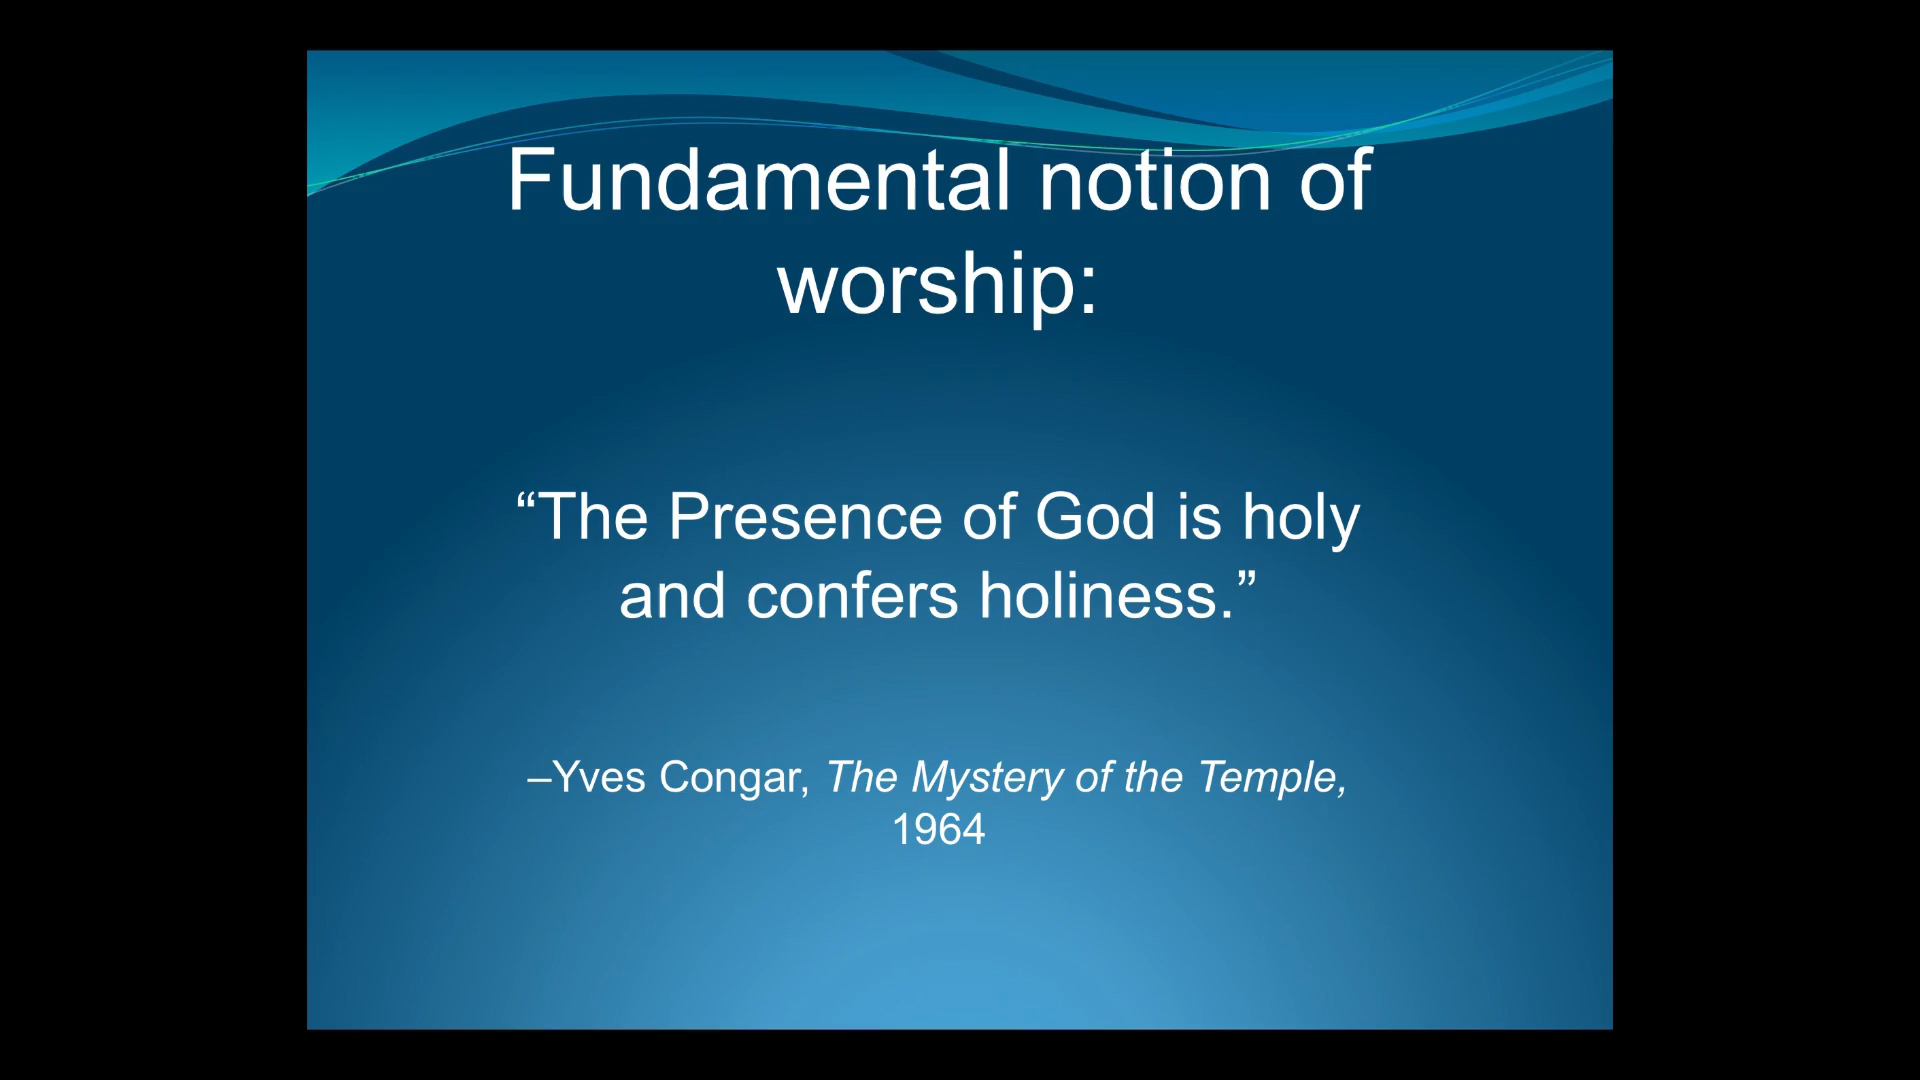 Fundamental notion of
worship:
“The Presence of God is holy
and confers holiness.”
–Yves Congar, The Mystery of the Temple,
1964